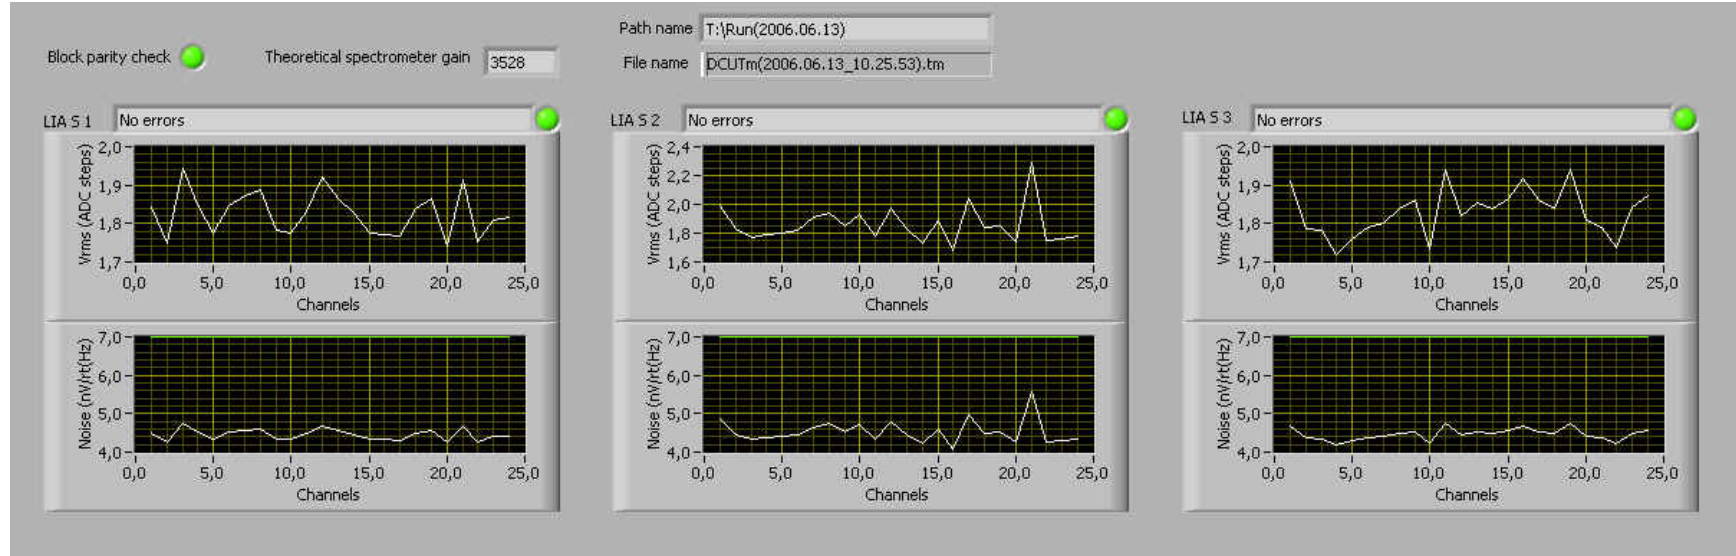 Path name T:\Run(2006.06.13)
Block parity check Theoretical spectrometer gain 3528
File name DCUTm(2006.06.13_10.25.53).tm
LIA S 1 No errors
Vrms (ADC steps)
2,0
1,9
1,8
1,7
0,0 5,0 10,0 15,0 20,0 25,0
Channels
Noise (nV/rt(Hz)
7,0
6,0
5,0
4,0
0,0 5,0 10,0 15,0 20,0 25,0
Channels
LIA S 2 No errors
Vrms (ADC steps)
2,4
2,2
2,0
1,8
1,6
0,0 5,0 10,0 15,0 20,0 25,0
Channels
Noise (nV/rt(Hz)
7,0
6,0
5,0
4,0
0,0 5,0 10,0 15,0 20,0 25,0
Channels
LIA S 3 No errors
Vrms (ADC steps)
2,0
1,9
1,8
1,7
0,0 5,0 10,0 15,0 20,0 25,0
Channels
Noise (nV/rt(Hz)
7,0
6,0
5,0
4,0
0,0 5,0 10,0 15,0 20,0 25,0
Channels